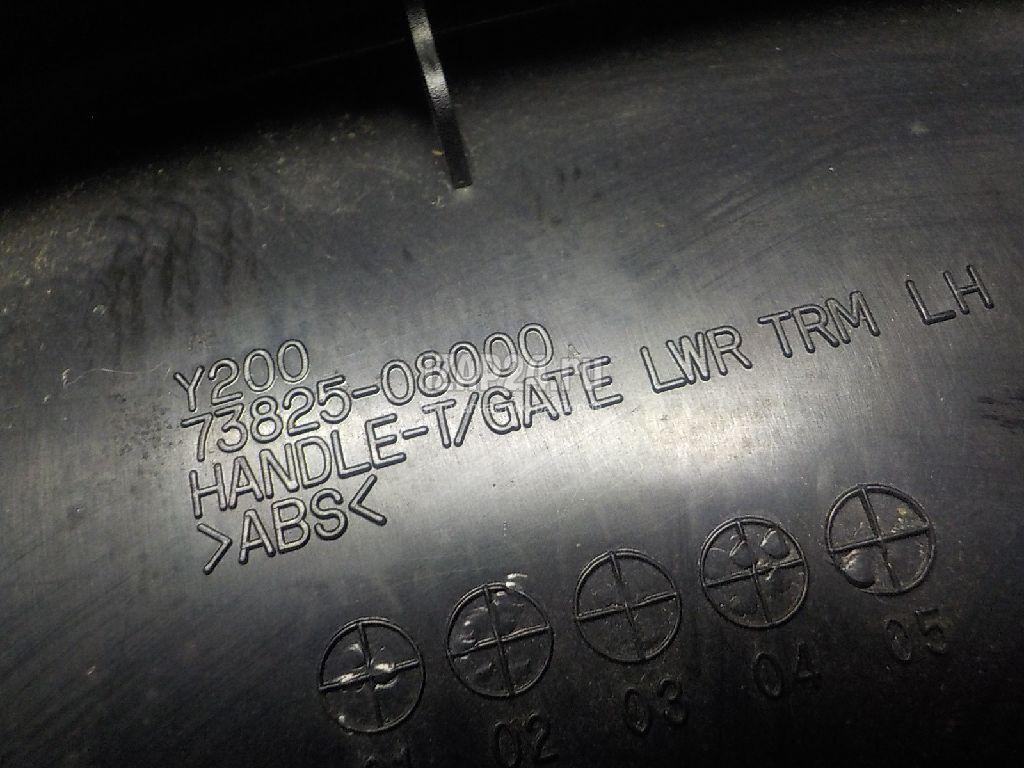 Y200
73825-08000
HANDLE-T/GATE LWR TRM LH
>ABS<
02 03 04 05